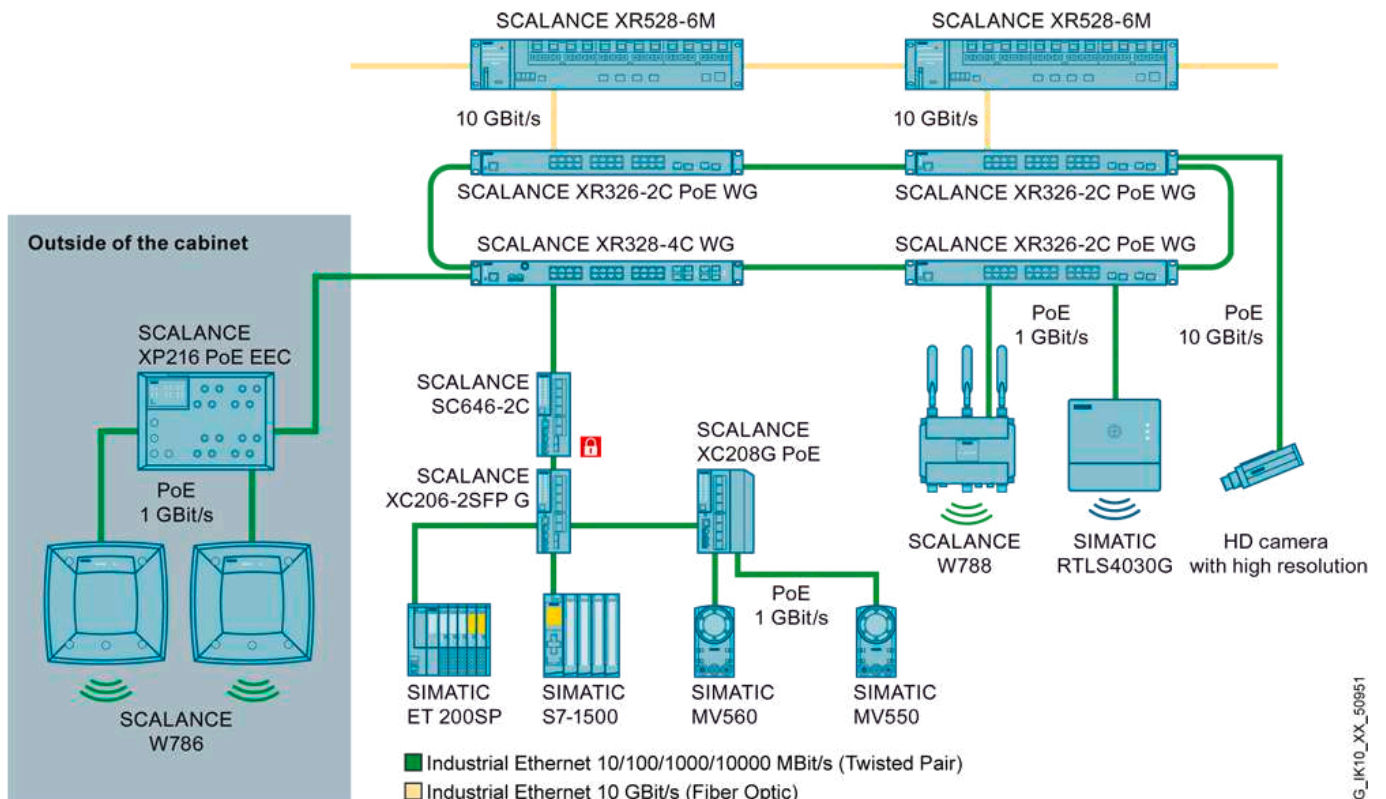 SCALANCE XR528-6M
SCALANCE XR528-6M
10 GBit/s
10 GBit/s
SCALANCE XR326-2C PoE WG
SCALANCE XR326-2C PoE WG
Outside of the cabinet
SCALANCE XR328-4C WG
SCALANCE XR326-2C PoE WG
SCALANCE
XP216 PoE EEC
PoE
1 GBit/s
PoE
10 GBit/s
SCALANCE
SC646-2C
SCALANCE
XC208G PoE
SCALANCE
XC206-2SFP G
PoE
1 GBit/s
SCALANCE
W788
SIMATIC
RTLS4030G
HD camera
with high resolution
PoE
1 GBit/s
SIMATIC
ET 200SP
SIMATIC
S7-1500
SIMATIC
MV560
SIMATIC
MV550
SCALANCE
W786
Industrial Ethernet 10/100/1000/10000 MBit/s (Twisted Pair)
Industrial Ethernet 10 GBit/s (Fiber Optic)
G_IK10_XX_50951